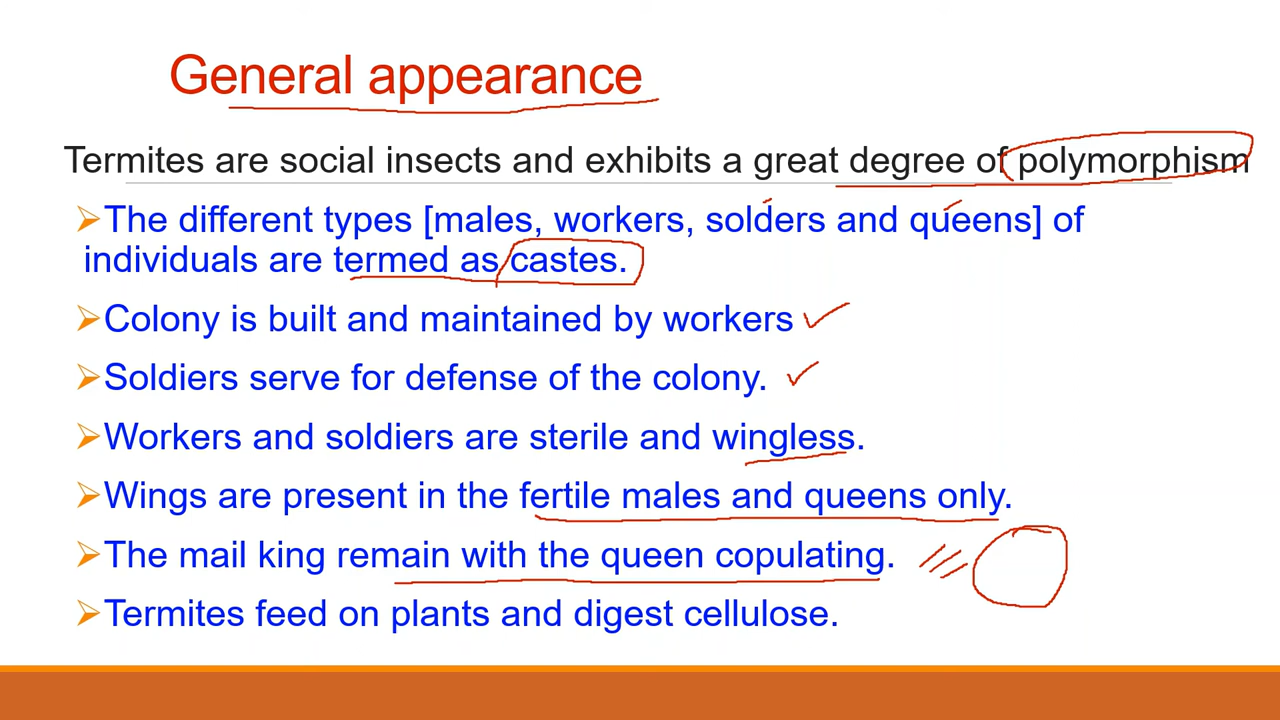 General appearance
Termites are social insects and exhibits a great degree of polymorphism
➢The different types [males, workers, solders and queens] of
individuals are termed as castes.
➢Colony is built and maintained by workers
➢Soldiers serve for defense of the colony.
➢Workers and soldiers are sterile and wingless.
➢Wings are present in the fertile males and queens only.
➢The mail king remain with the queen copulating.
➢Termites feed on plants and digest cellulose.